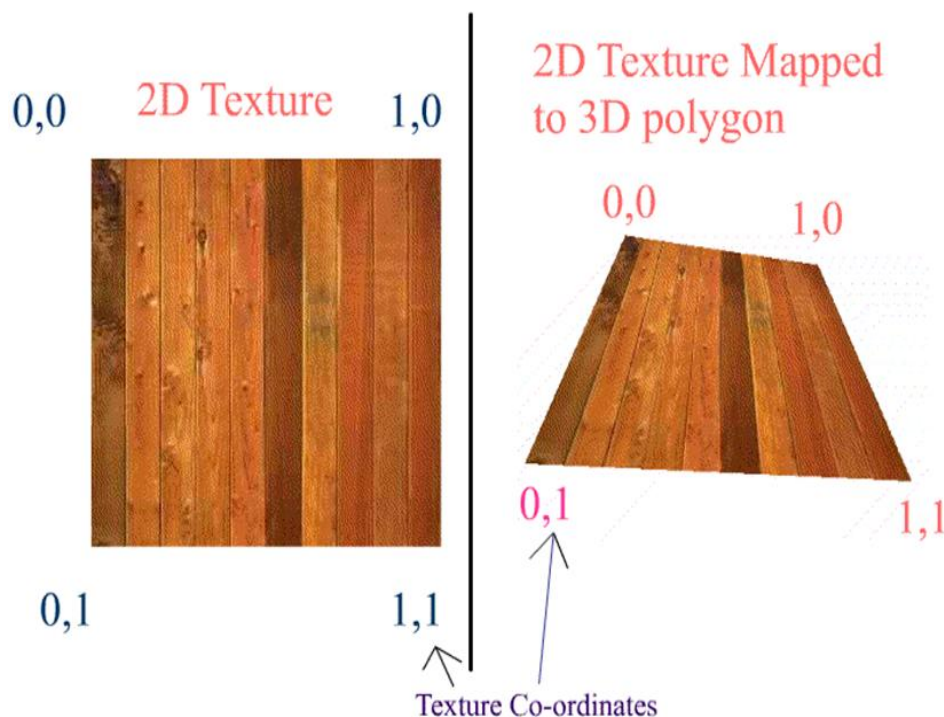 2D Texture
0,0
1,0
0,1
1,1
2D Texture Mapped
to 3D polygon
0,0
1,0
0,1
1,1
Texture Co-ordinates